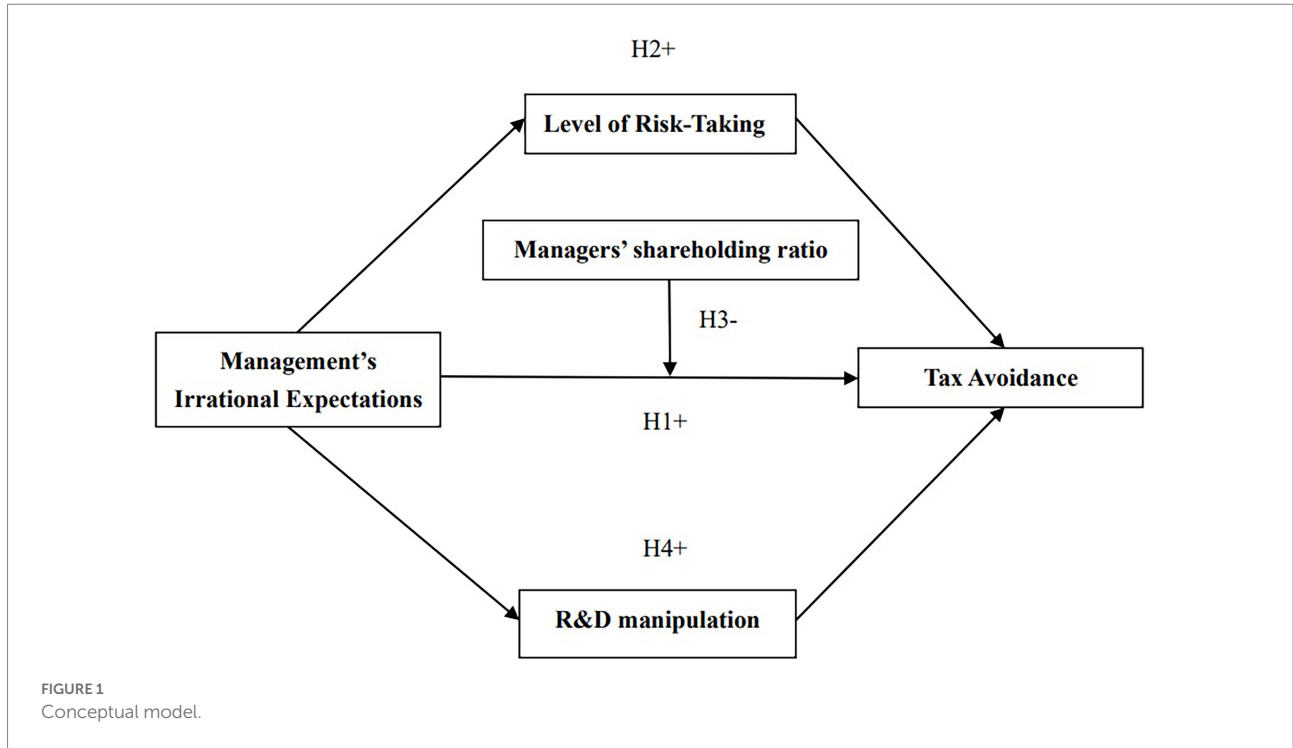 H2+
Level of Risk-Taking
Managers’ shareholding ratio
H3-
Management’s
Irrational Expectations
Tax Avoidance
H1+
H4+
R&D manipulation
FIGURE 1
Conceptual model.